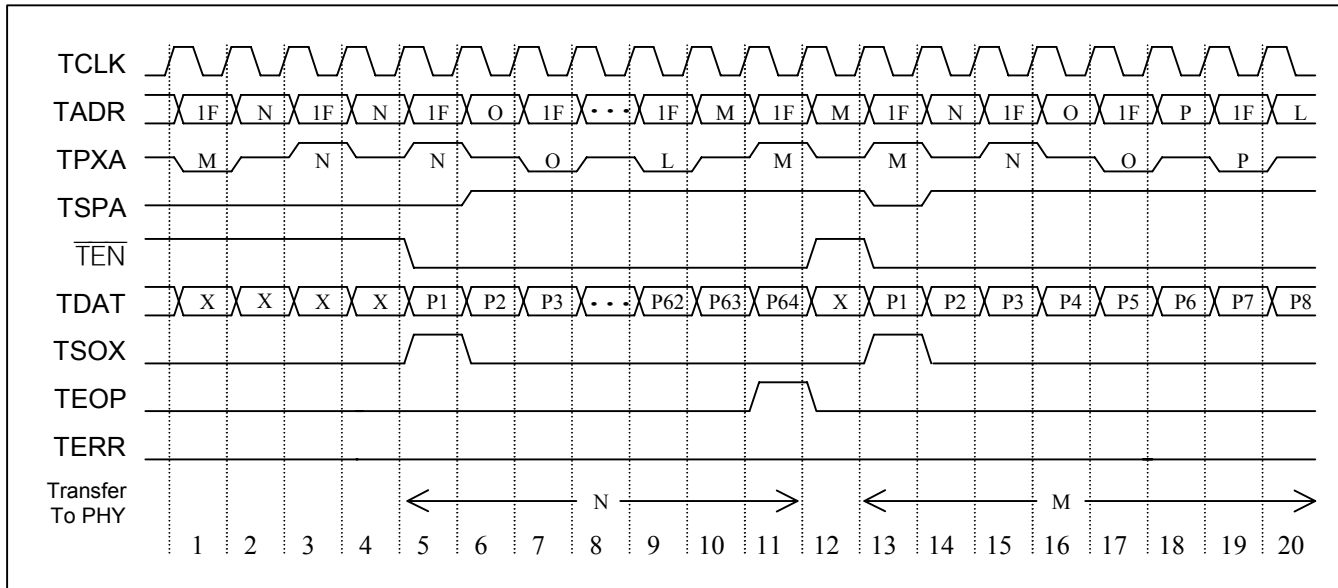 TCLK
TADR 1F N 1F N 1F O 1F ··· 1F M 1F M 1F N 1F O 1F P 1F L
TPXA M N N O L M M N O P
TSPA
TEN
TDAT X X X X P1 P2 P3 ··· P62 P63 P64 X P1 P2 P3 P4 P5 P6 P7 P8
TSOX
TEOP
TERR
Transfer
To PHY N M
1 2 3 4 5 6 7 8 9 10 11 12 13 14 15 16 17 18 19 20